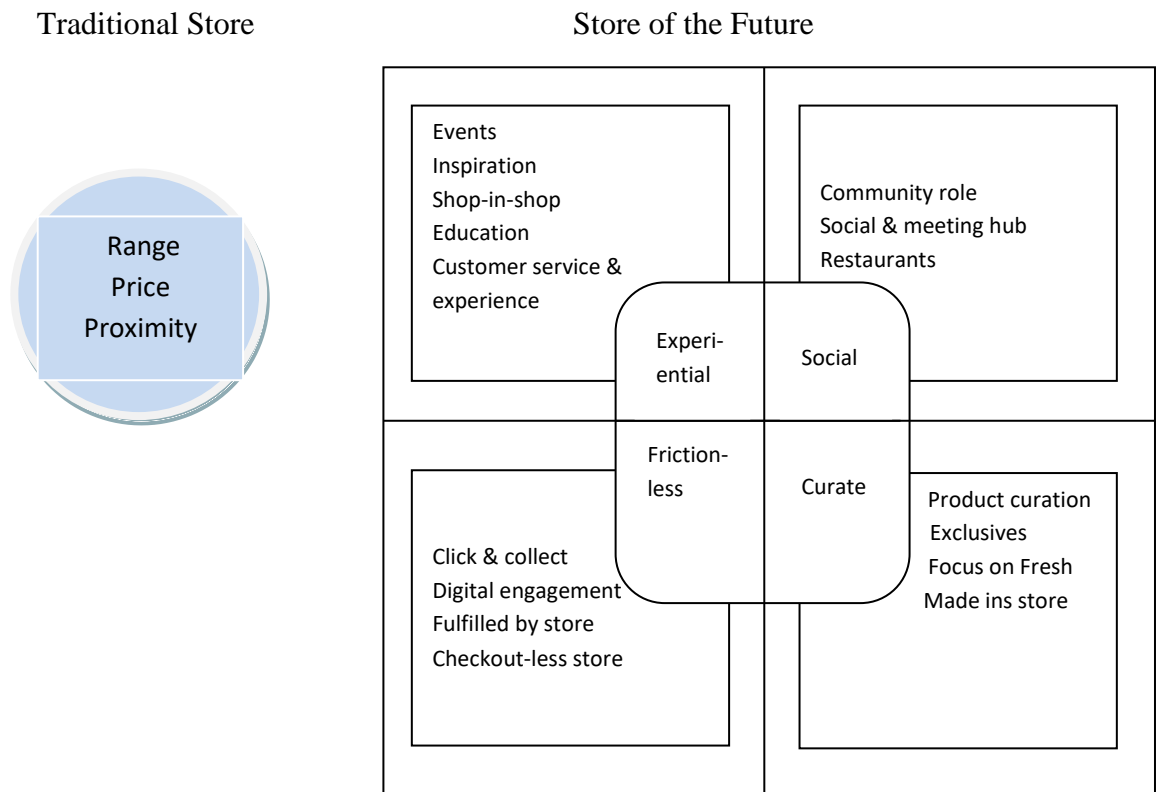 Traditional Store
Store of the Future
Range
Price
Proximity
Events
Inspiration
Shop-in-shop
Education
Customer service &
experience
Experi-
ential
Community role
Social & meeting hub
Restaurants
Social
Friction-
less
Click & collect
Digital engagement
Fulfilled by store
Checkout-less store
Curate
Product curation
Exclusives
Focus on Fresh
Made ins store